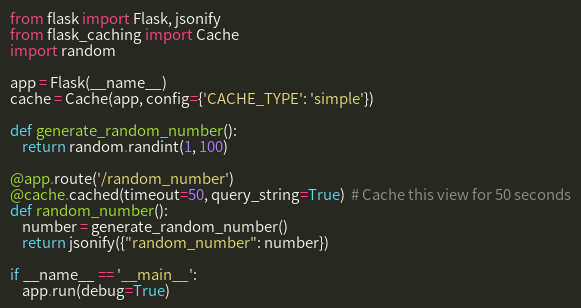 from flask import Flask, jsonify
from flask_caching import Cache
import random

app = Flask(__name__)
cache = Cache(app, config={'CACHE_TYPE': 'simple'})

def generate_random_number():
    return random.randint(1, 100)

@app.route('/random_number')
@cache.cached(timeout=50, query_string=True)  # Cache this view for 50 seconds
def random_number():
    number = generate_random_number()
    return jsonify({"random_number": number})

if __name__ == '__main__':
    app.run(debug=True)